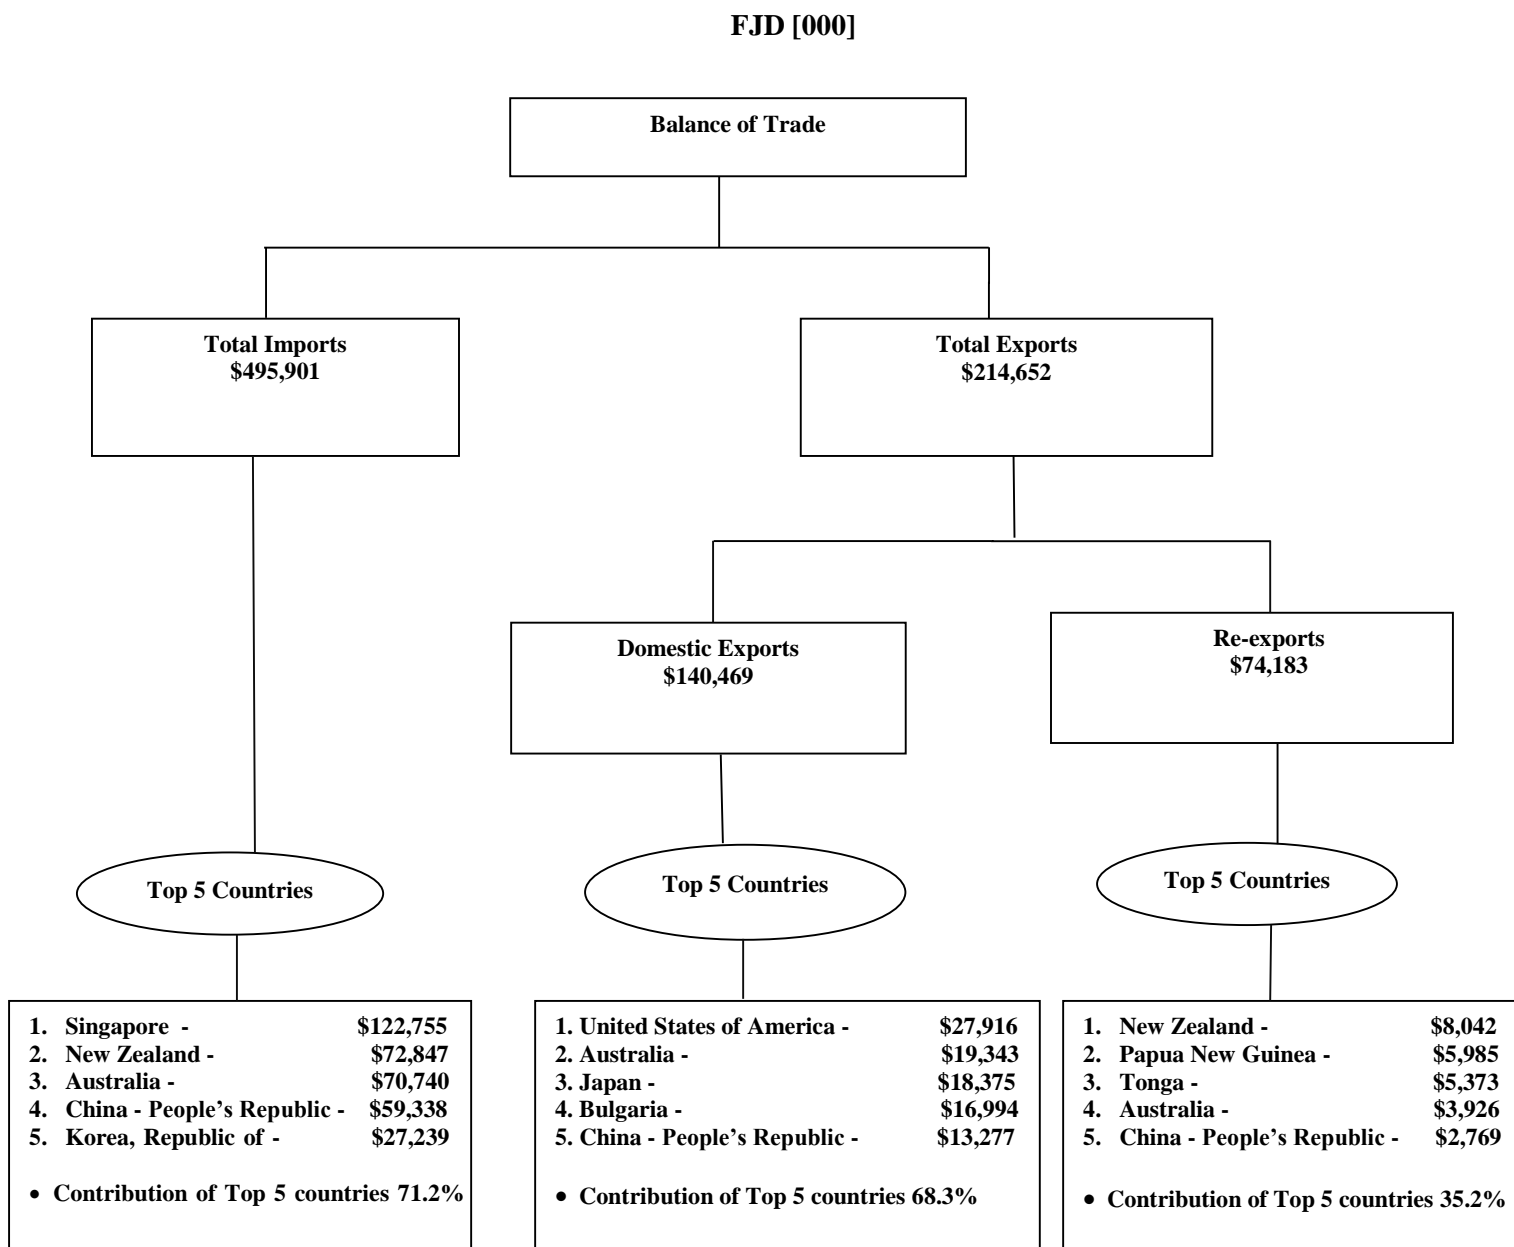 FJD [000]
Balance of Trade
Total Imports
$495,901
Total Exports
$214,652
Domestic Exports
$140,469
Re-exports
$74,183
Top 5 Countries
Top 5 Countries
Top 5 Countries
1. Singapore - $122,755
2. New Zealand - $72,847
3. Australia - $70,740
4. China - People’s Republic - $59,338
5. Korea, Republic of - $27,239
• Contribution of Top 5 countries 71.2%
1. United States of America - $27,916
2. Australia - $19,343
3. Japan - $18,375
4. Bulgaria - $16,994
5. China - People’s Republic - $13,277
• Contribution of Top 5 countries 68.3%
1. New Zealand - $8,042
2. Papua New Guinea - $5,985
3. Tonga - $5,373
4. Australia - $3,926
5. China - People’s Republic - $2,769
• Contribution of Top 5 countries 35.2%